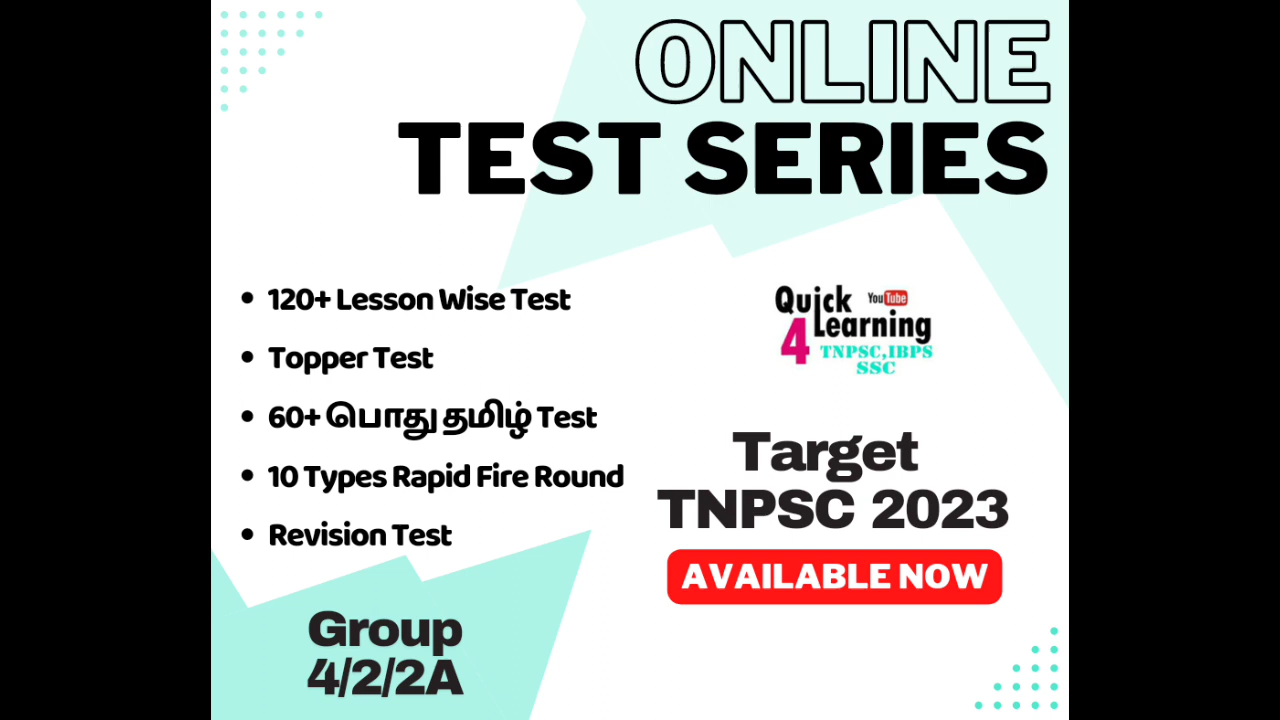 ONLINE
TEST SERIES
• 120+ Lesson Wise Test
• Topper Test
• 60+ பொது தமிழ் Test
• 10 Types Rapid Fire Round
• Revision Test
Quick YouTube
4 Learning
TNPSC,IBPS
SSC
Target
TNPSC 2023
AVAILABLE NOW
Group
4/2/2A